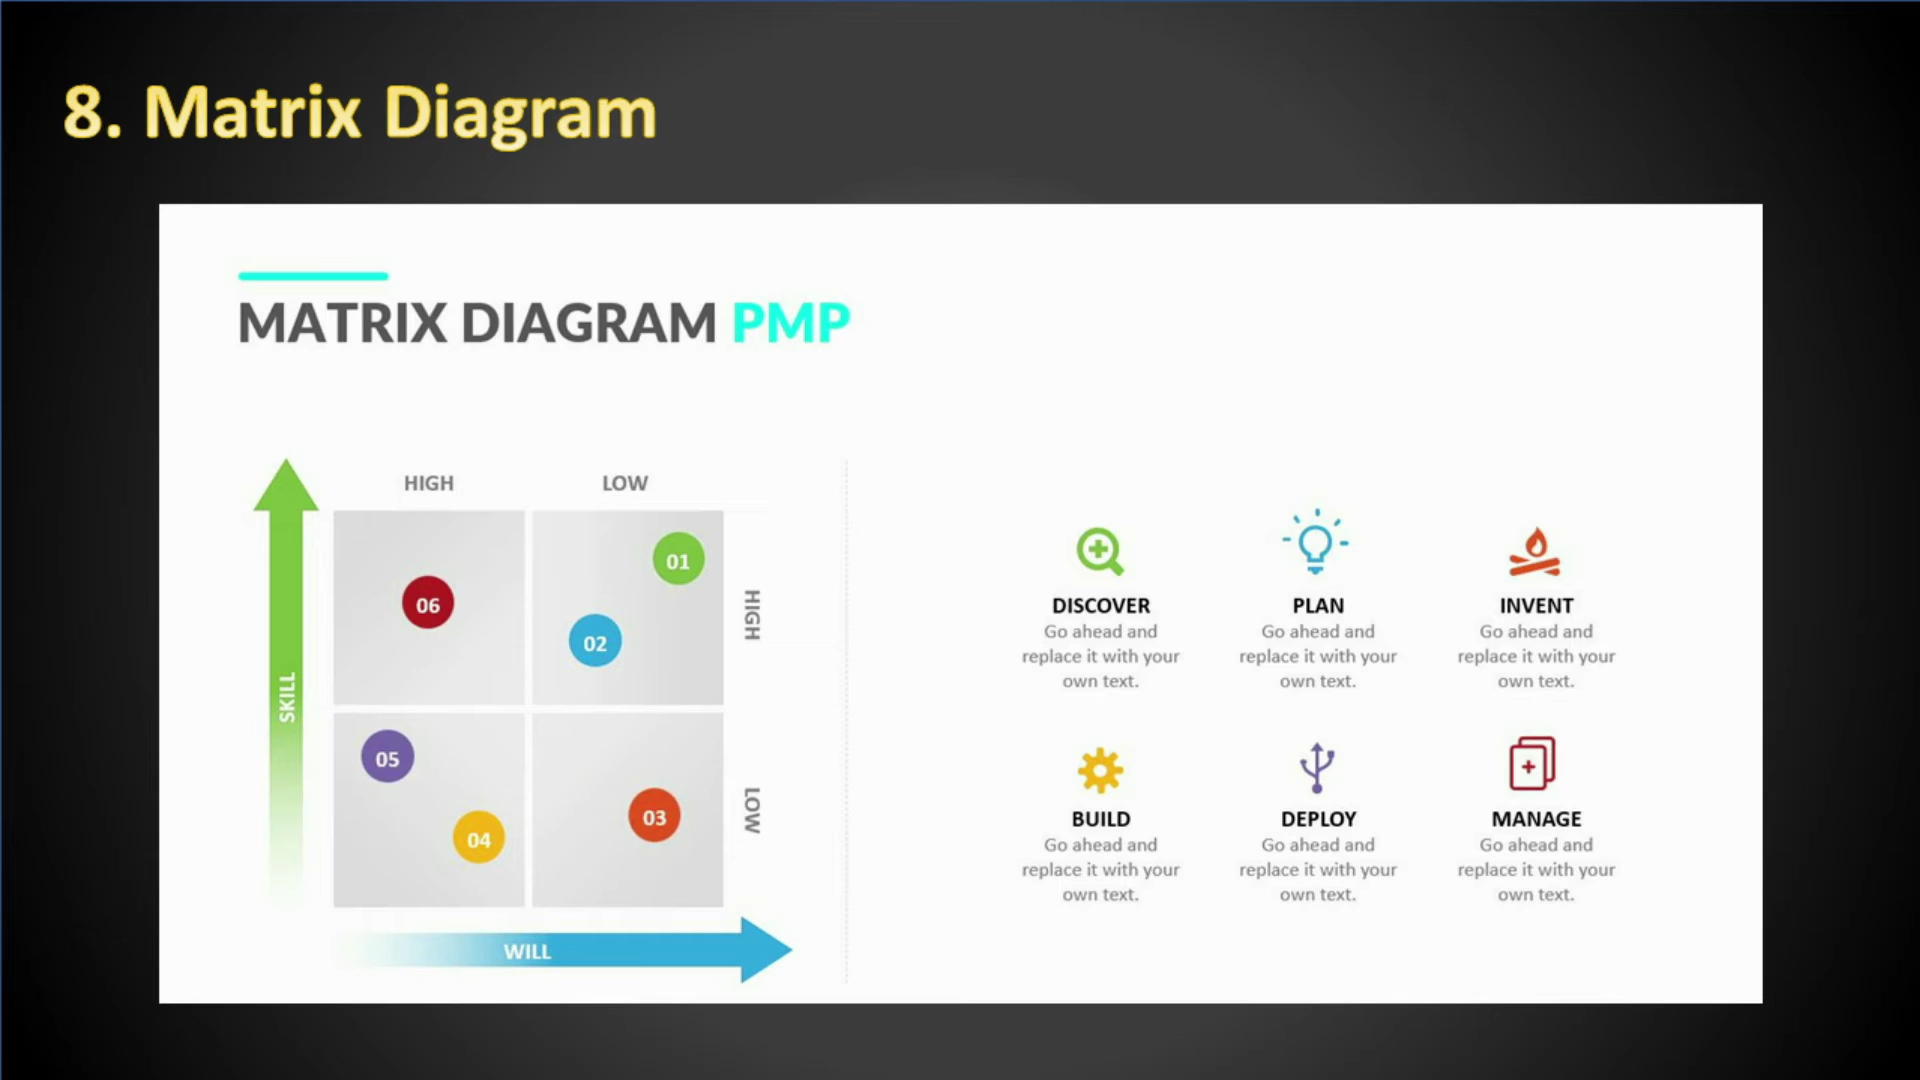 8. Matrix Diagram
MATRIX DIAGRAM PMP
HIGH
LOW
SKILL
06
01
02
HIGH
05
04
03
LOW
WILL
DISCOVER
Go ahead and
replace it with your
own text.
PLAN
Go ahead and
replace it with your
own text.
INVENT
Go ahead and
replace it with your
own text.
BUILD
Go ahead and
replace it with your
own text.
DEPLOY
Go ahead and
replace it with your
own text.
MANAGE
Go ahead and
replace it with your
own text.